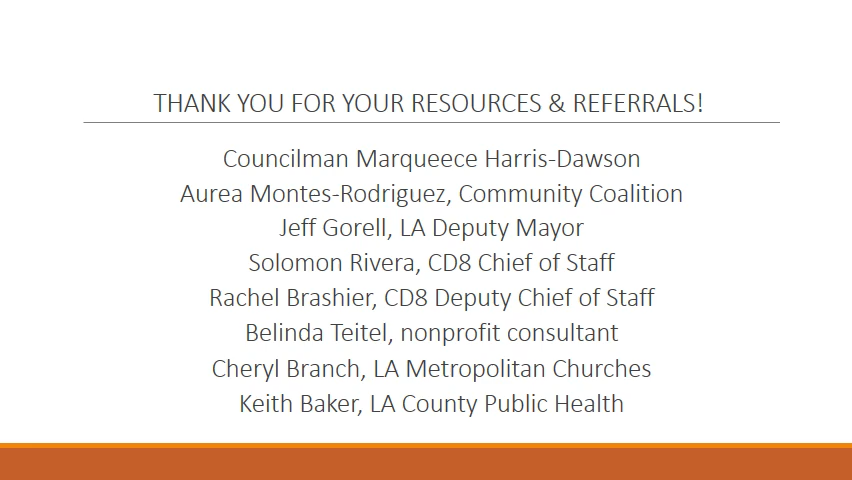 THANK YOU FOR YOUR RESOURCES & REFERRALS!
Councilman Marqueece Harris-Dawson
Aurea Montes-Rodriguez, Community Coalition
Jeff Gorell, LA Deputy Mayor
Solomon Rivera, CD8 Chief of Staff
Rachel Brashier, CD8 Deputy Chief of Staff
Belinda Teitel, nonprofit consultant
Cheryl Branch, LA Metropolitan Churches
Keith Baker, LA County Public Health